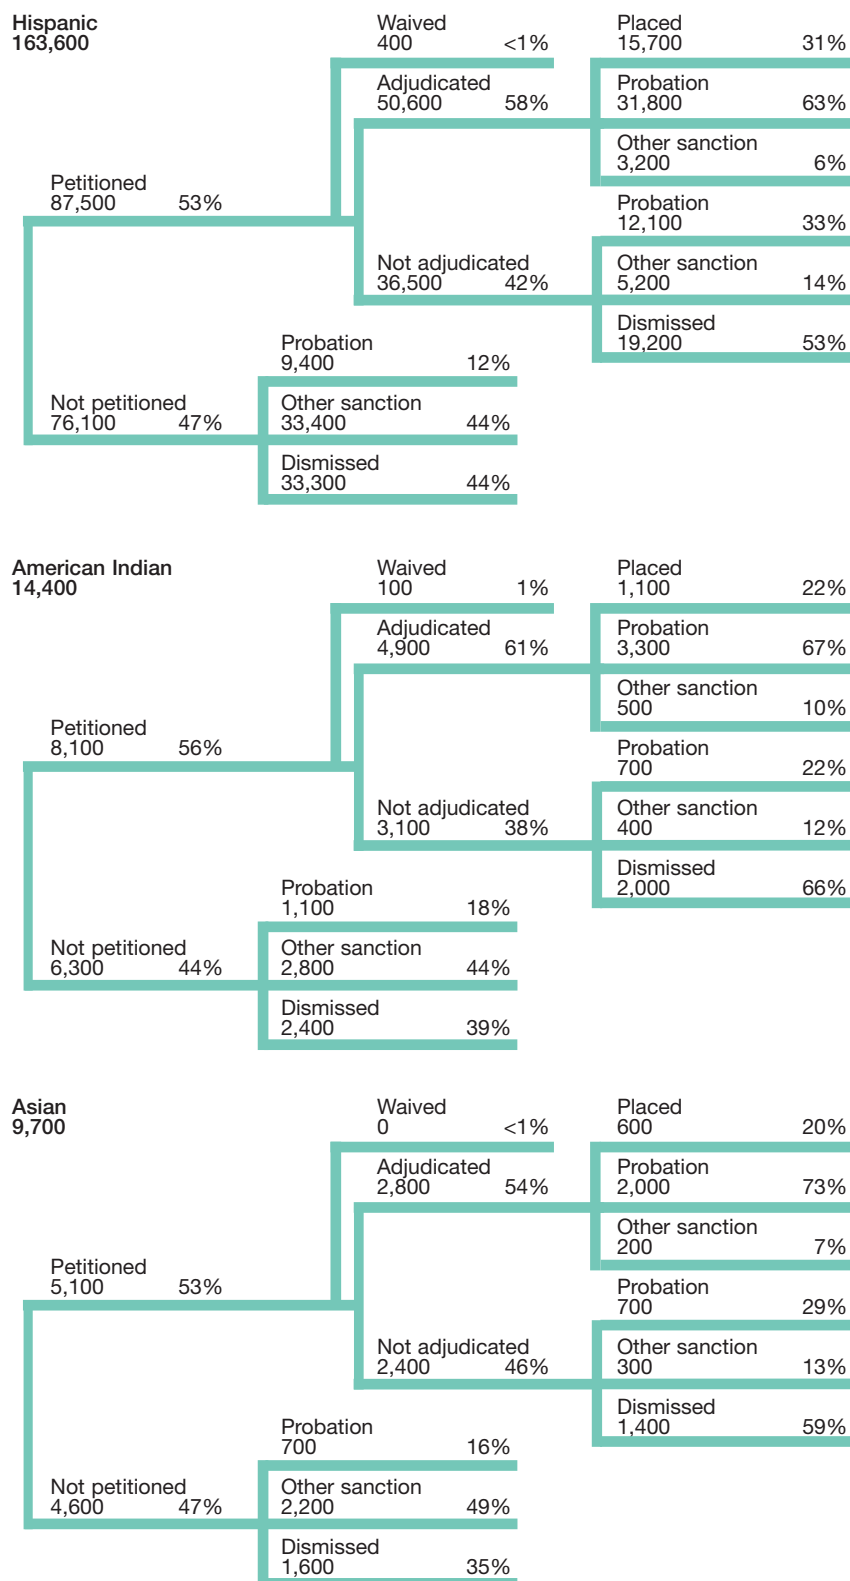 Hispanic
163,600
Waived
400 <1%
Placed
15,700 31%
Adjudicated
50,600 58%
Probation
31,800 63%
Other sanction
3,200 6%
Petitioned
87,500 53%
Probation
12,100 33%
Not adjudicated
36,500 42%
Other sanction
5,200 14%
Dismissed
19,200 53%
Probation
9,400 12%
Not petitioned
76,100 47%
Other sanction
33,400 44%
Dismissed
33,300 44%
American Indian
14,400
Waived
100 1%
Placed
1,100 22%
Adjudicated
4,900 61%
Probation
3,300 67%
Other sanction
500 10%
Petitioned
8,100 56%
Probation
700 22%
Not adjudicated
3,100 38%
Other sanction
400 12%
Dismissed
2,000 66%
Probation
1,100 18%
Not petitioned
6,300 44%
Other sanction
2,800 44%
Dismissed
2,400 39%
Asian
9,700
Waived
0 <1%
Placed
600 20%
Adjudicated
2,800 54%
Probation
2,000 73%
Other sanction
200 7%
Petitioned
5,100 53%
Probation
700 29%
Not adjudicated
2,400 46%
Other sanction
300 13%
Dismissed
1,400 59%
Probation
700 16%
Not petitioned
4,600 47%
Other sanction
2,200 49%
Dismissed
1,600 35%